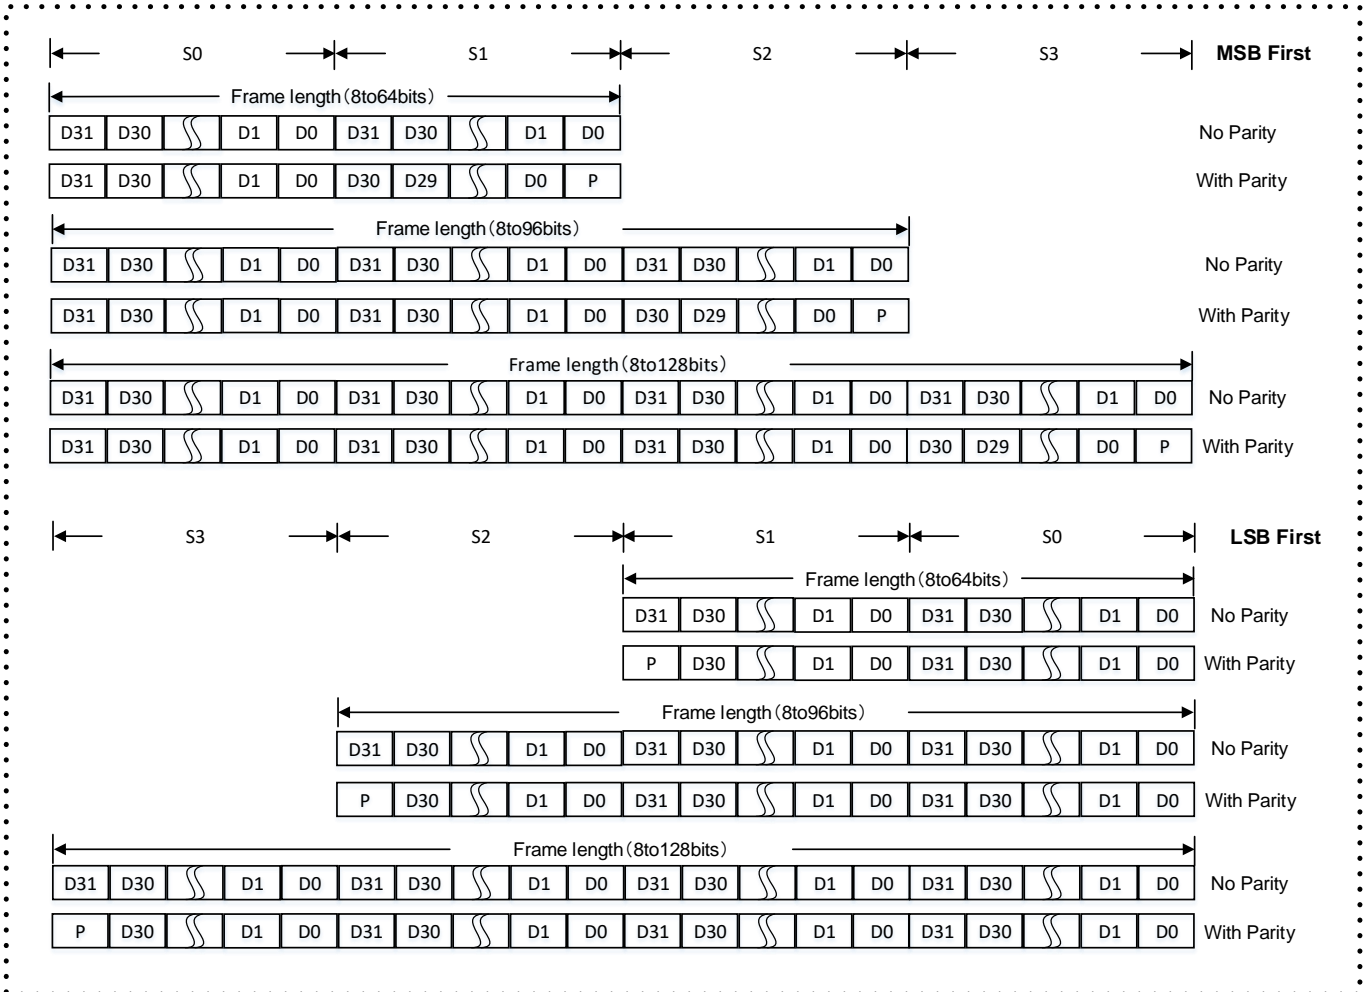 S0 S1 S2 S3 MSB First
Frame length(8to64bits)
D31 D30 D1 D0 D31 D30 D1 D0 No Parity
D31 D30 D1 D0 D30 D29 D0 P With Parity
Frame length(8to96bits)
D31 D30 D1 D0 D31 D30 D1 D0 D31 D30 D1 D0 No Parity
D31 D30 D1 D0 D31 D30 D1 D0 D30 D29 D0 P With Parity
Frame length(8to128bits)
D31 D30 D1 D0 D31 D30 D1 D0 D31 D30 D1 D0 D31 D30 D1 D0 No Parity
D31 D30 D1 D0 D31 D30 D1 D0 D31 D30 D1 D0 D30 D29 D0 P With Parity
S3 S2 S1 S0 LSB First
Frame length(8to64bits)
D31 D30 D1 D0 D31 D30 D1 D0 No Parity
P D30 D1 D0 D31 D30 D1 D0 With Parity
Frame length(8to96bits)
D31 D30 D1 D0 D31 D30 D1 D0 D31 D30 D1 D0 No Parity
P D30 D1 D0 D31 D30 D1 D0 D31 D30 D1 D0 With Parity
Frame length(8to128bits)
D31 D30 D1 D0 D31 D30 D1 D0 D31 D30 D1 D0 D31 D30 D1 D0 No Parity
P D30 D1 D0 D31 D30 D1 D0 D31 D30 D1 D0 D31 D30 D1 D0 With Parity